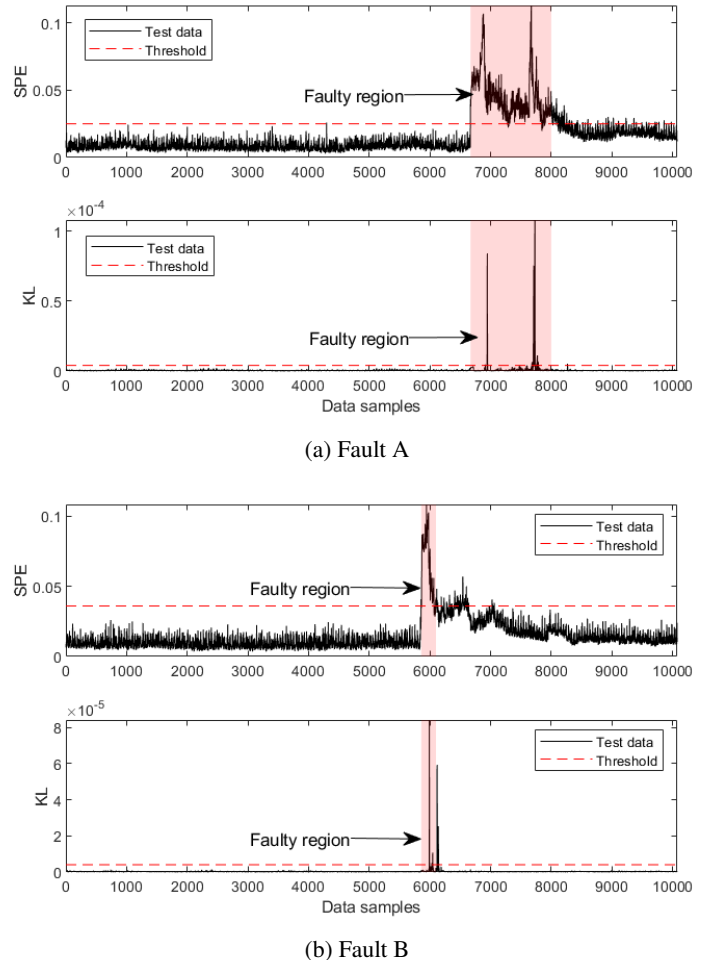 0.1
0.05
0
SPE
Test data
Threshold
Faulty region
0 1000 2000 3000 4000 5000 6000 7000 8000 9000 10000
×10-4
1
0.5
0
KL
Test data
Threshold
Faulty region
0 1000 2000 3000 4000 5000 6000 7000 8000 9000 10000
Data samples
(a) Fault A
0.1
0.05
0
SPE
Test data
Threshold
Faulty region
0 1000 2000 3000 4000 5000 6000 7000 8000 9000 10000
×10-5
8
6
4
2
0
KL
Test data
Threshold
Faulty region
0 1000 2000 3000 4000 5000 6000 7000 8000 9000 10000
Data samples
(b) Fault B